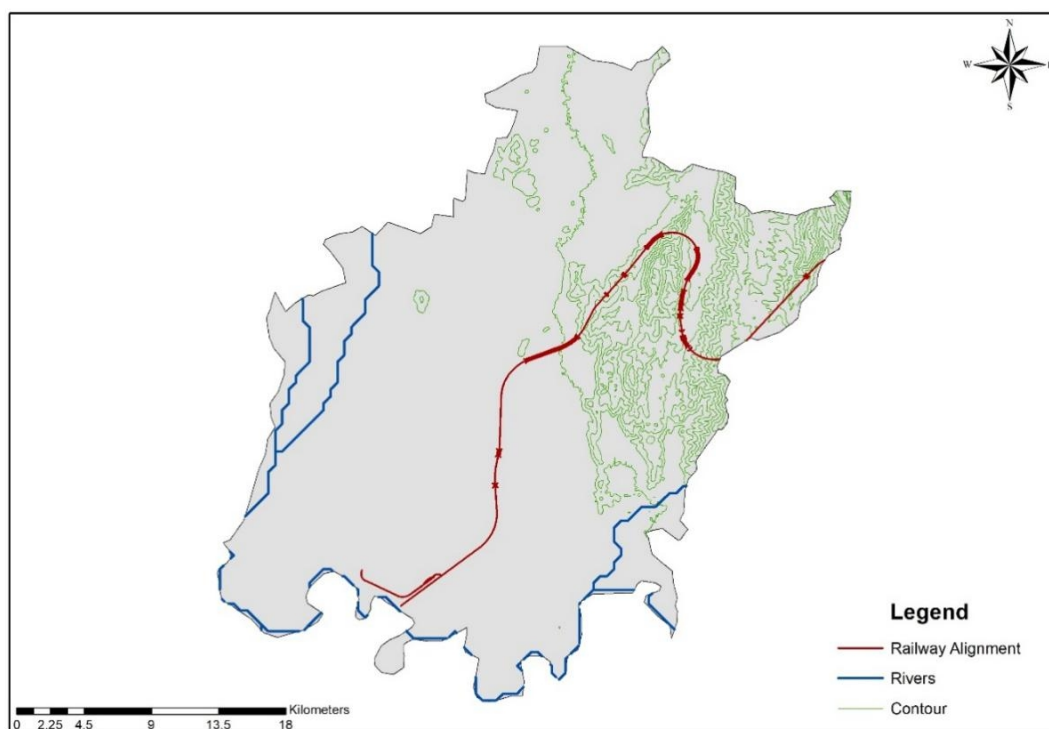 N
W
S
Legend
Railway Alignment
Rivers
Contour
Kilometers
0 2.25 4.5 9 13.5 18